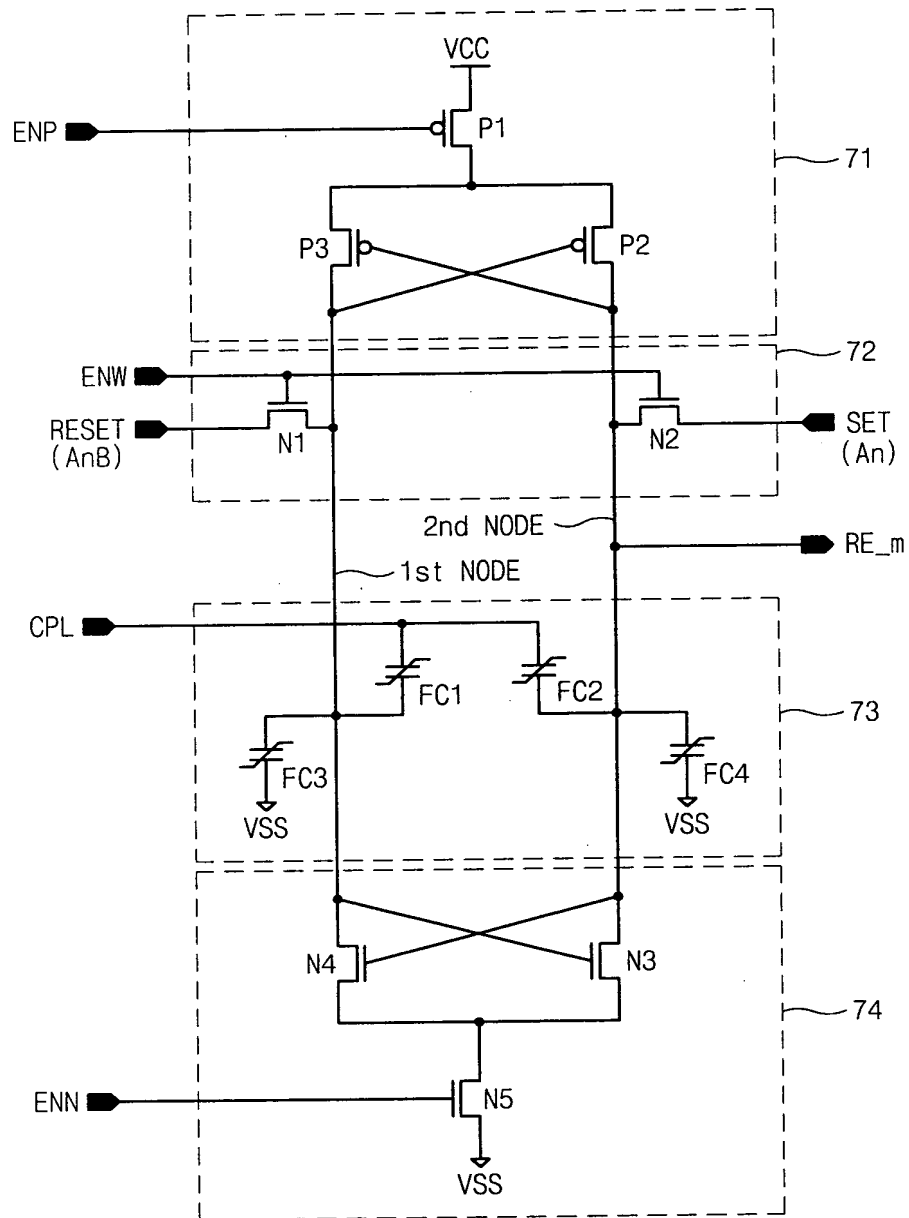 VCC
ENP
P1
71
P3
P2
72
ENW
RESET
(AnB)
N1
N2
SET
(An)
2nd NODE
RE_m
1st NODE
CPL
FC1
FC2
73
FC3
FC4
VSS
VSS
N4
N3
74
ENN
N5
VSS